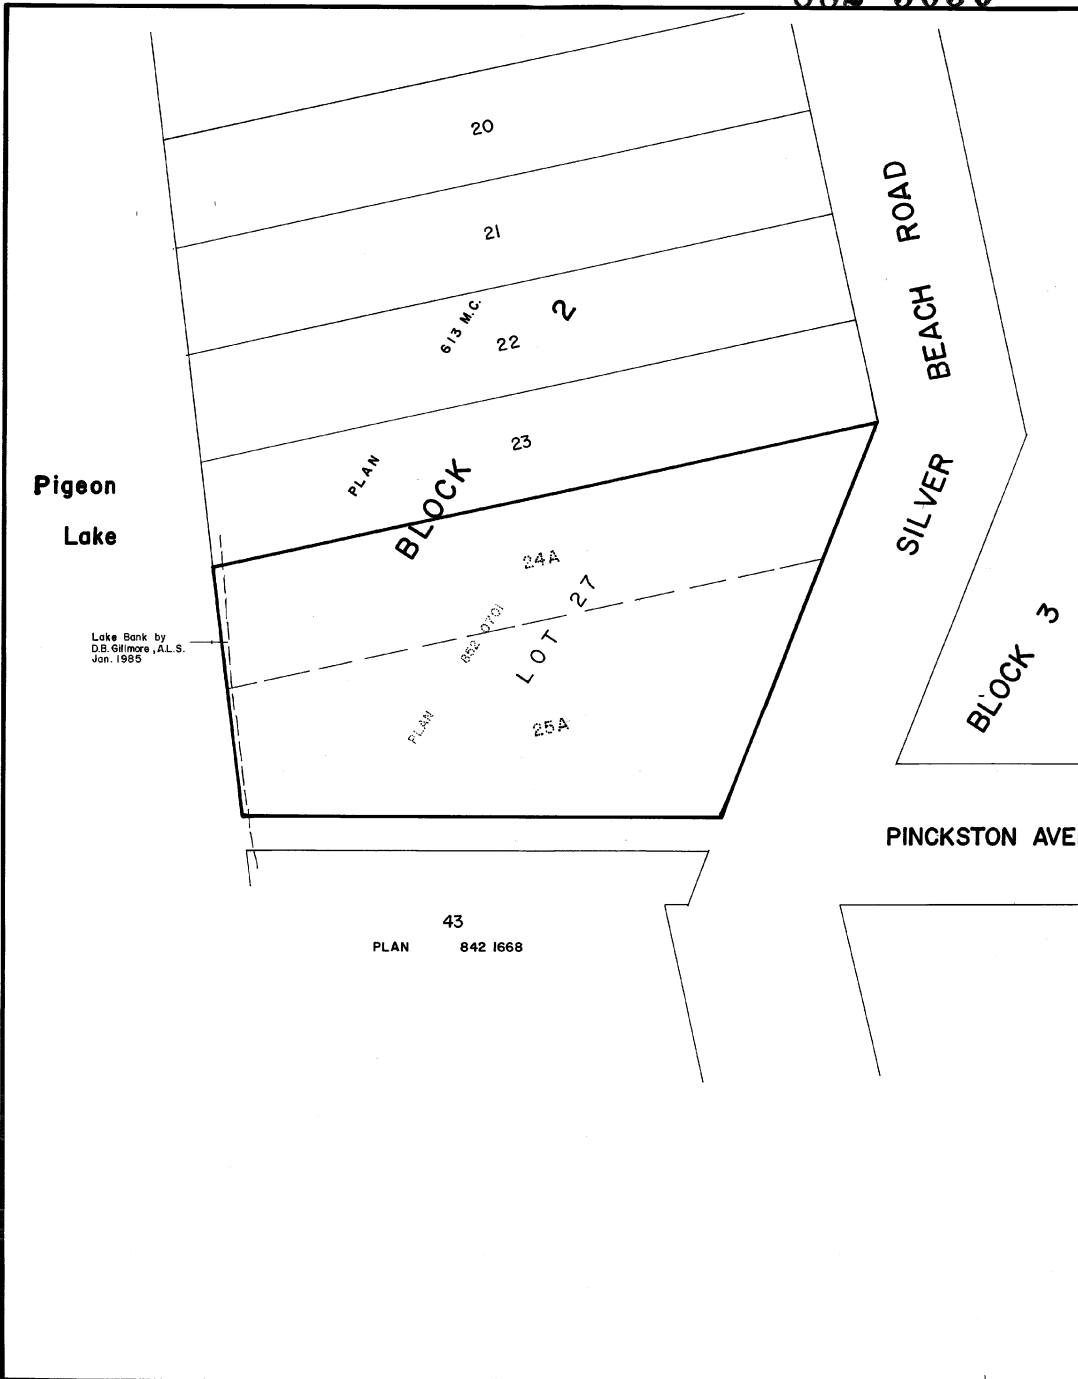 20
21
613 M.C.
2
22
23
PLAN
BLOCK
SILVER BEACH ROAD
Pigeon
Lake
24A
LOT 27
852 0701
PLAN
25A
Lake Bank by
D.B. Gillmore, A.L.S.
Jan. 1985
BLOCK 3
PINCKSTON AVE
43
PLAN 842 1668